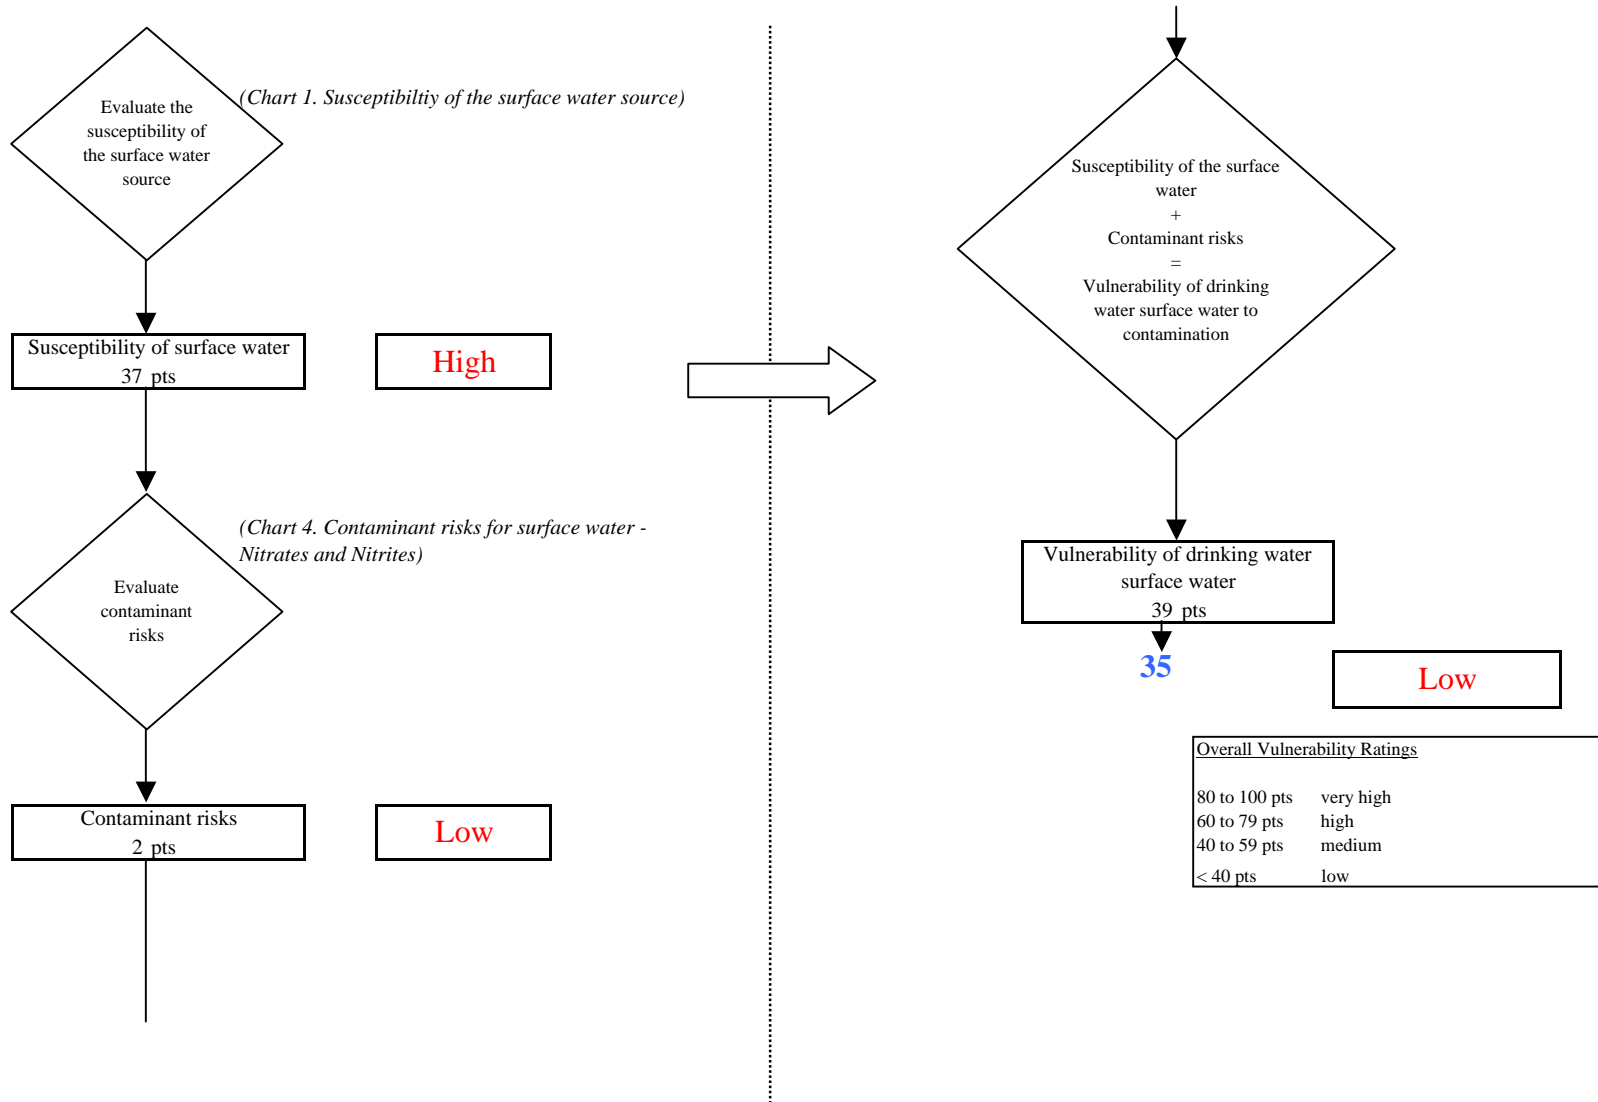 Evaluate the
susceptibility of
the surface water
source
(Chart 1. Susceptibiltiy of the surface water source)
Susceptibility of surface water
37 pts
High
(Chart 4. Contaminant risks for surface water -
Nitrates and Nitrites)
Evaluate
contaminant
risks
Contaminant risks
2 pts
Low
Susceptibility of the surface
water
+
Contaminant risks
=
Vulnerability of drinking
water surface water to
contamination
Vulnerability of drinking water
surface water
39 pts
35
Low
Overall Vulnerability Ratings
80 to 100 pts very high
60 to 79 pts high
40 to 59 pts medium
< 40 pts low